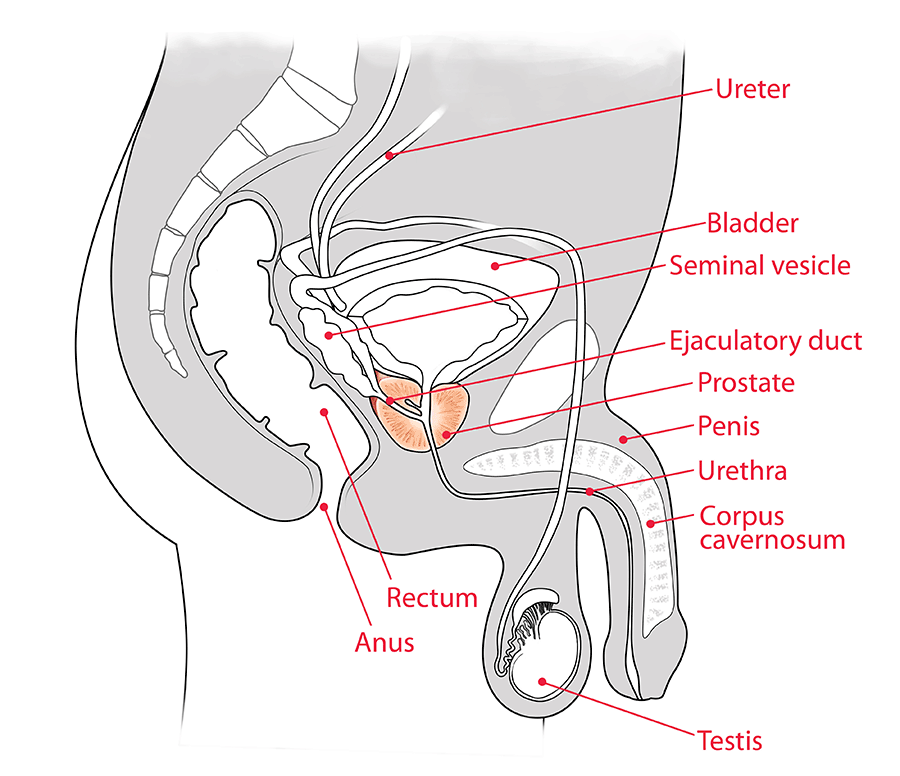 Ureter
Bladder
Seminal vesicle
Ejaculatory duct
Prostate
Penis
Urethra
Corpus
cavernosum
Rectum
Anus
Testis